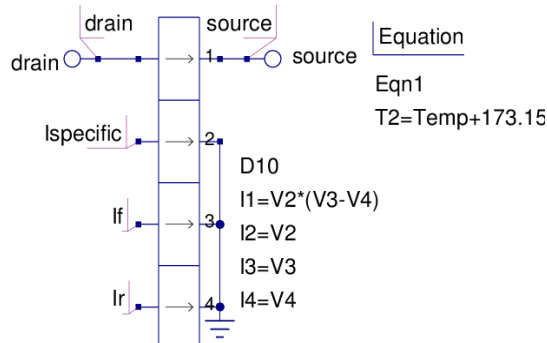 drain
source
Equation
drain
1
source
Eqn1
T2=Temp+173.15
Ispecific
2
D10
I1=V2*(V3-V4)
If
3
I2=V2
I3=V3
Ir
4
I4=V4